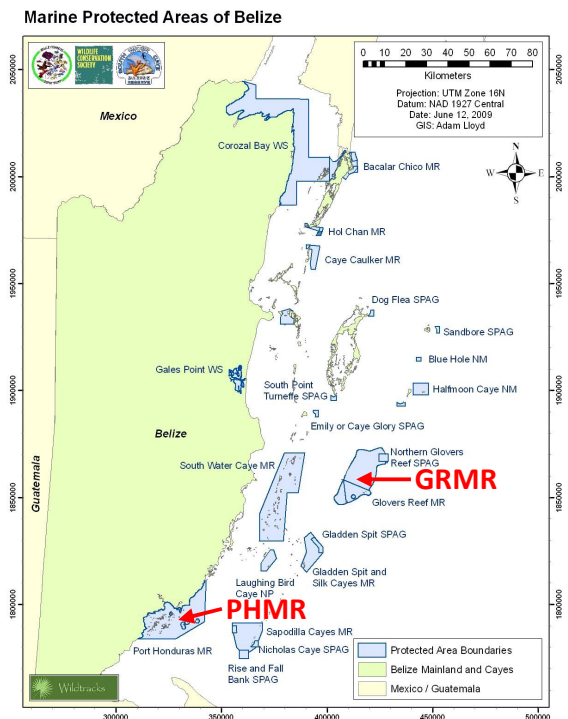 Marine Protected Areas of Belize
WILDLIFE
CONSERVATION
SOCIETY
0 10 20 30 40 50 60 70 80
Kilometers
Projection: UTM Zone 16N
Datum: NAD 1927 Central
Date: June 12, 2009
GIS: Adam Lloyd
N
W E
S
Mexico
Corozal Bay WS
Bacalar Chico MR
Hol Chan MR
Caye Caulker MR
Dog Flea SPAG
Sandbore SPAG
Blue Hole NM
Gales Point WS
South Point
Turneffe SPAG
Halfmoon Caye NM
Emily or Caye Glory SPAG
Belize
Guatemala
Northern Glovers
Reef SPAG
South Water Caye MR
GRMR
Glovers Reef MR
Gladden Spit SPAG
Gladden Spit and
Silk Cayes MR
Laughing Bird
Caye NP
PHMR
Sapodilla Cayes MR
Port Honduras MR
Nicholas Caye SPAG
Rise and Fall
Bank SPAG
Protected Area Boundaries
Belize Mainland and Cayes
Mexico / Guatemala
Wildtracks
2050000
2000000
1950000
1900000
1850000
1800000
300000 350000 400000 450000 500000